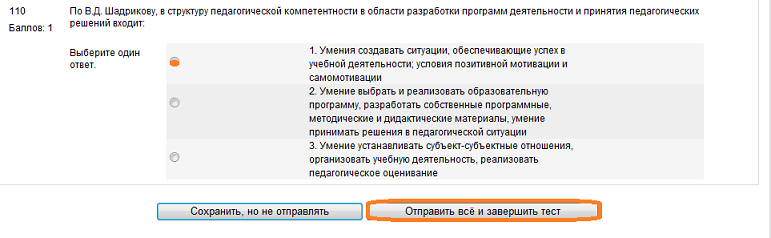 110
Баллов: 1
По В.Д. Шадрикову, в структуру педагогической компетентности в области разработки программ деятельности и принятия педагогических
решений входит:
Выберите один
ответ.
1. Умения создавать ситуации, обеспечивающие успех в
учебной деятельности; условия позитивной мотивации и
самомотивации
2. Умение выбрать и реализовать образовательную
программу, разработать собственные программные,
методические и дидактические материалы, умение
принимать решения в педагогической ситуации
3. Умение устанавливать субъект-субъектные отношения,
организовать учебную деятельность, реализовать
педагогическое оценивание
Сохранить, но не отправлять
Отправить всё и завершить тест